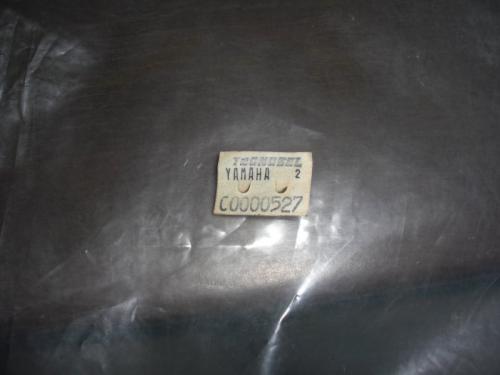 TECNOSEL
YAMAHA 2
C0000527